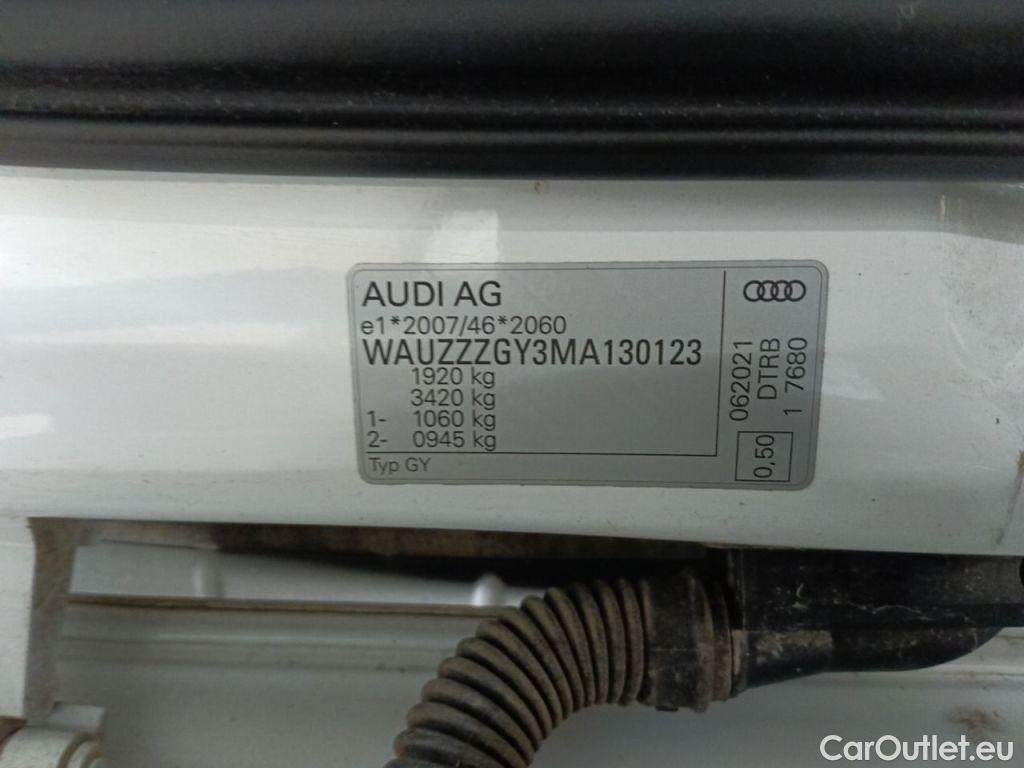 AUDI AG
e1*2007/46*2060
WAUZZZGY3MA130123
1920 kg
3420 kg
1- 1060 kg
2- 0945 kg
Typ GY
062021
DTRB
1 7680
0,50
CarOutlet.eu